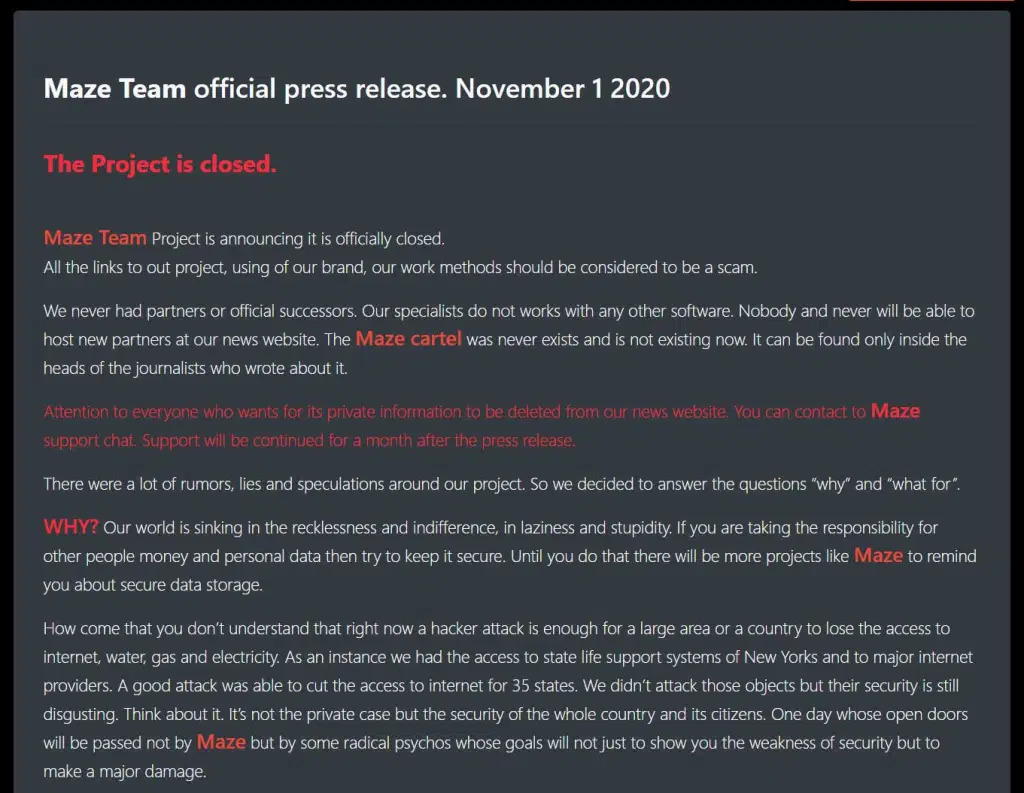 Maze Team official press release. November 1 2020
The Project is closed.
Maze Team Project is announcing it is officially closed.
All the links to out project, using of our brand, our work methods should be considered to be a scam.
We never had partners or official successors. Our specialists do not works with any other software. Nobody and never will be able to
host new partners at our news website. The Maze cartel was never exists and is not existing now. It can be found only inside the
heads of the journalists who wrote about it.
Attention to everyone who wants for its private information to be deleted from our news website. You can contact to Maze
support chat. Support will be continued for a month after the press release.
There were a lot of rumors, lies and speculations around our project. So we decided to answer the questions “why” and “what for”.
WHY? Our world is sinking in the recklessness and indifference, in laziness and stupidity. If you are taking the responsibility for
other people money and personal data then try to keep it secure. Until you do that there will be more projects like Maze to remind
you about secure data storage.
How come that you don’t understand that right now a hacker attack is enough for a large area or a country to lose the access to
internet, water, gas and electricity. As an instance we had the access to state life support systems of New Yorks and to major internet
providers. A good attack was able to cut the access to internet for 35 states. We didn’t attack those objects but their security is still
disgusting. Think about it. It’s not the private case but the security of the whole country and its citizens. One day whose open doors
will be passed not by Maze but by some radical psychos whose goals will not just to show you the weakness of security but to
make a major damage.